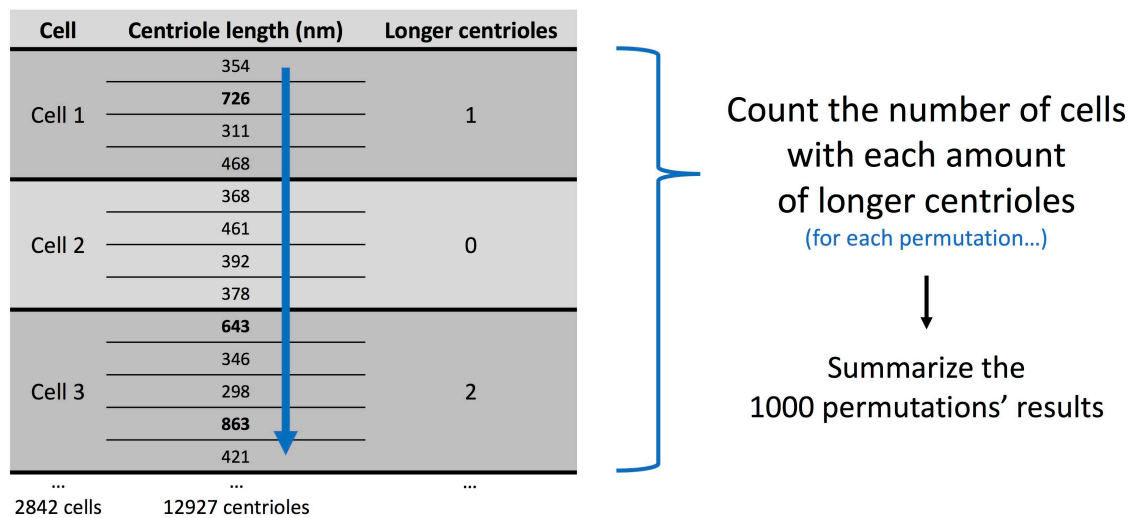 Cell Centriole length (nm) Longer centrioles
354
726
Cell 1 1
311
468
368
461
Cell 2 0
392
378
643
346
Cell 3 298 2
863
421
... ... ...
2842 cells 12927 centrioles
Count the number of cells
with each amount
of longer centrioles
(for each permutation...)
Summarize the
1000 permutations’ results